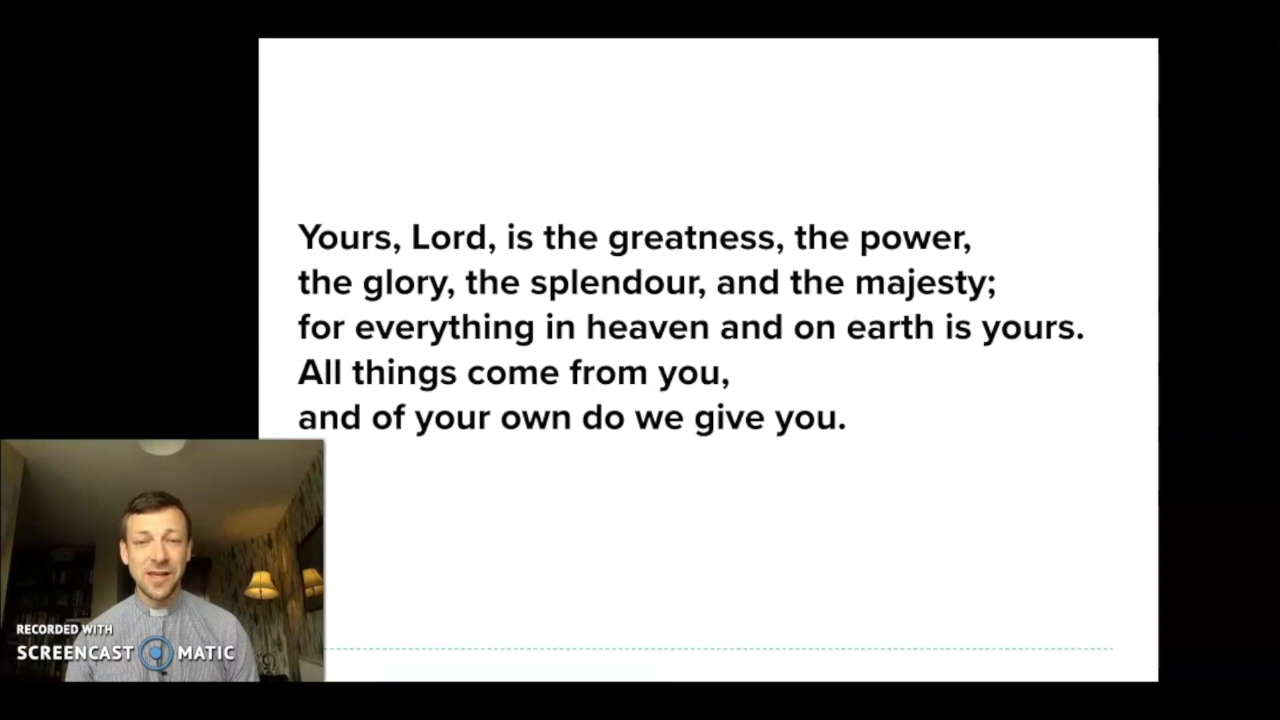 Yours, Lord, is the greatness, the power,
the glory, the splendour, and the majesty;
for everything in heaven and on earth is yours.
All things come from you,
and of your own do we give you.
RECORDED WITH
SCREENCAST MATIC